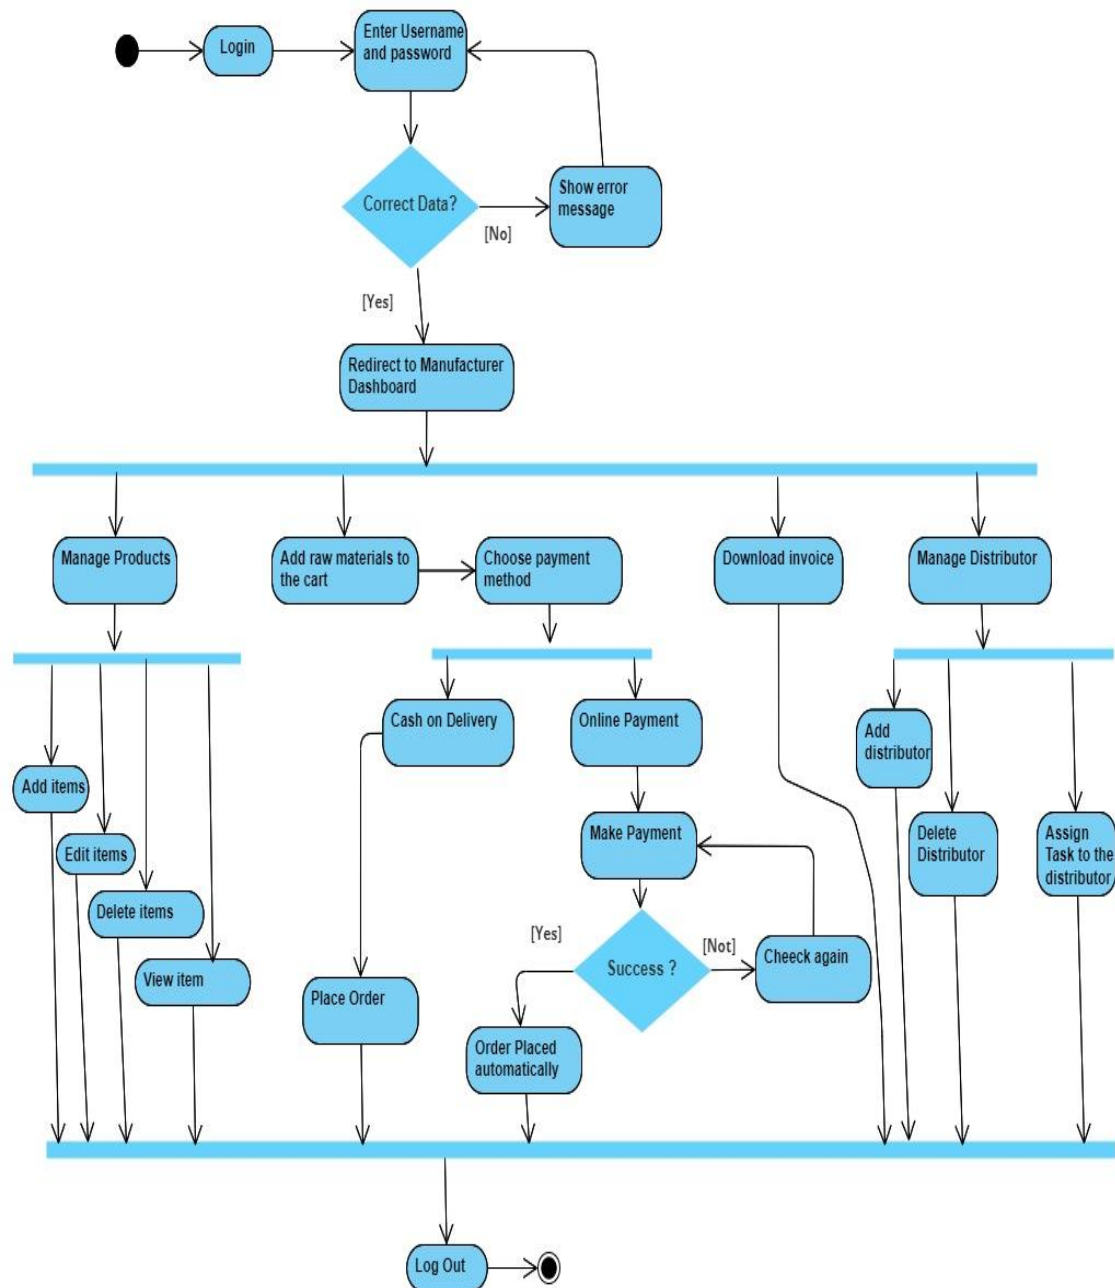 Login
Enter Username
and password
Correct Data?
[No]
Show error
message
[Yes]
Redirect to Manufacturer
Dashboard
Manage Products
Add raw materials to
the cart
Choose payment
method
Download invoice
Manage Distributor
Cash on Delivery
Online Payment
Add
distributor
Add items
Edit items
Delete items
View item
Make Payment
Delete
Distributor
Assign
Task to the
distributor
[Yes]
Success ?
[Not]
Cheeck again
Place Order
Order Placed
automatically
Log Out